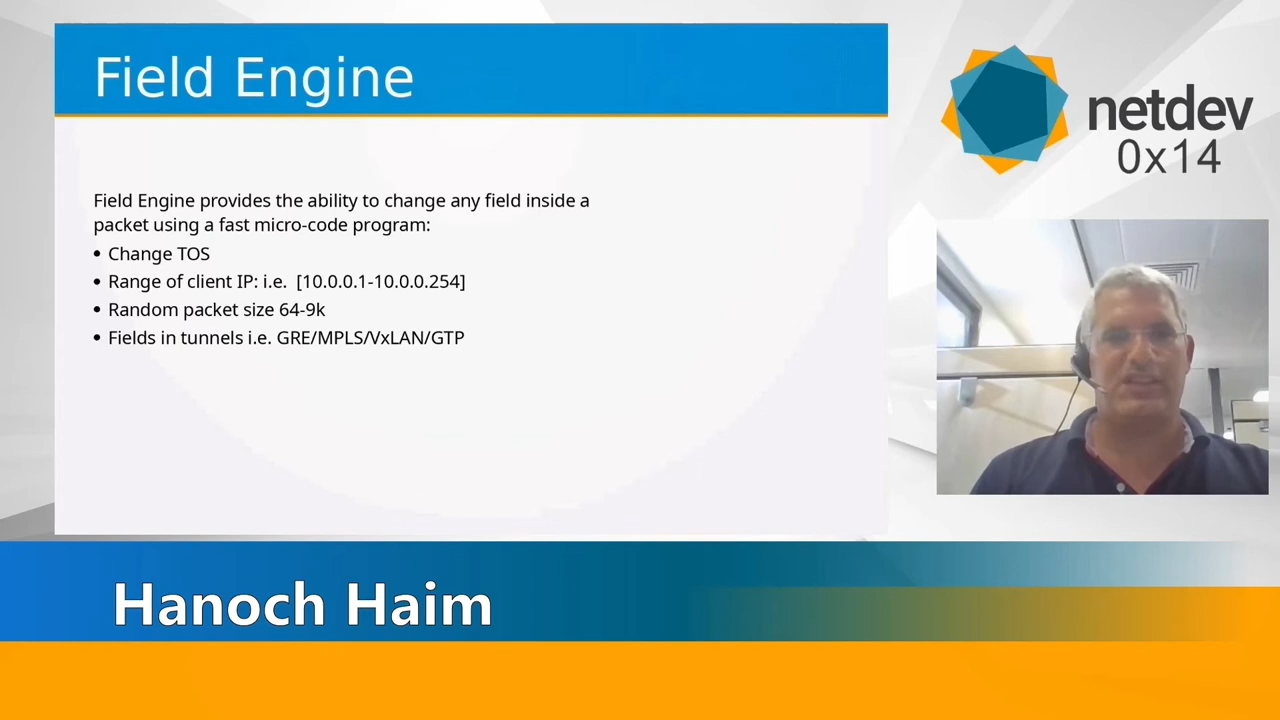 Field Engine
Field Engine provides the ability to change any field inside a
packet using a fast micro-code program:
• Change TOS
• Range of client IP: i.e. [10.0.0.1-10.0.0.254]
• Random packet size 64-9k
• Fields in tunnels i.e. GRE/MPLS/VxLAN/GTP
netdev
0x14
Hanoch Haim